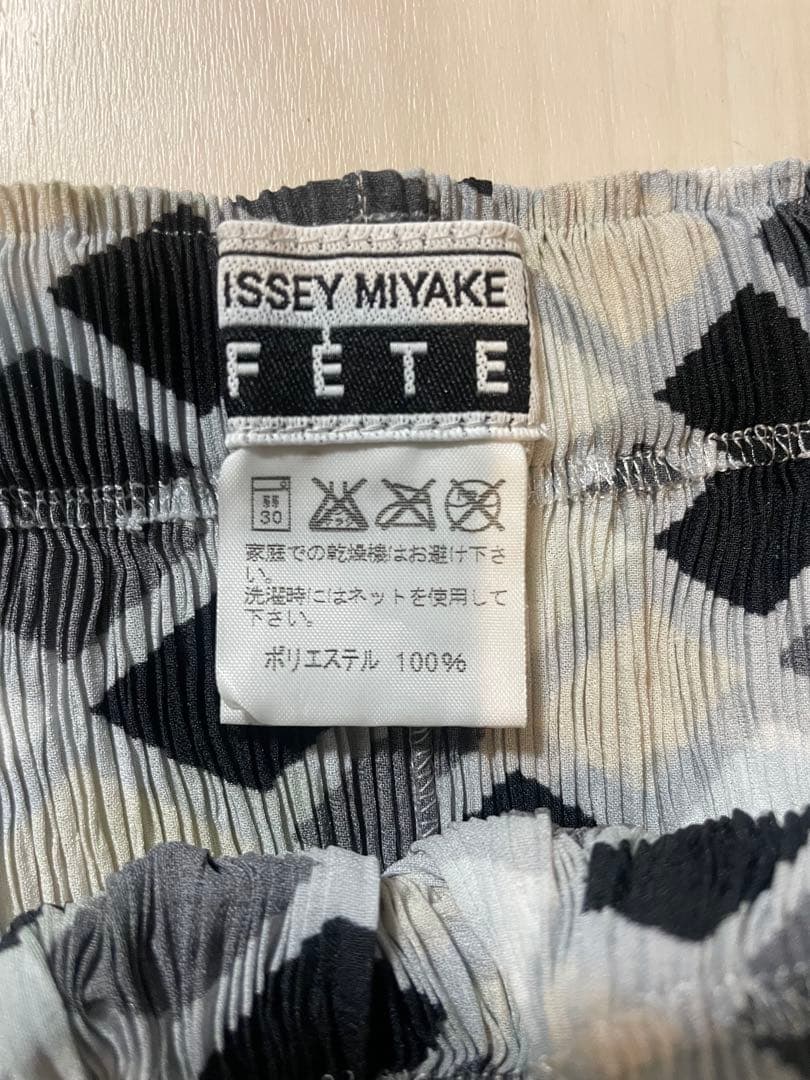 ISSEY MIYAKE
FÊTE
弱
30
家庭での乾燥機はお避け下さ
い。
洗濯時にはネットを使用して
下さい。
ポリエステル 100%